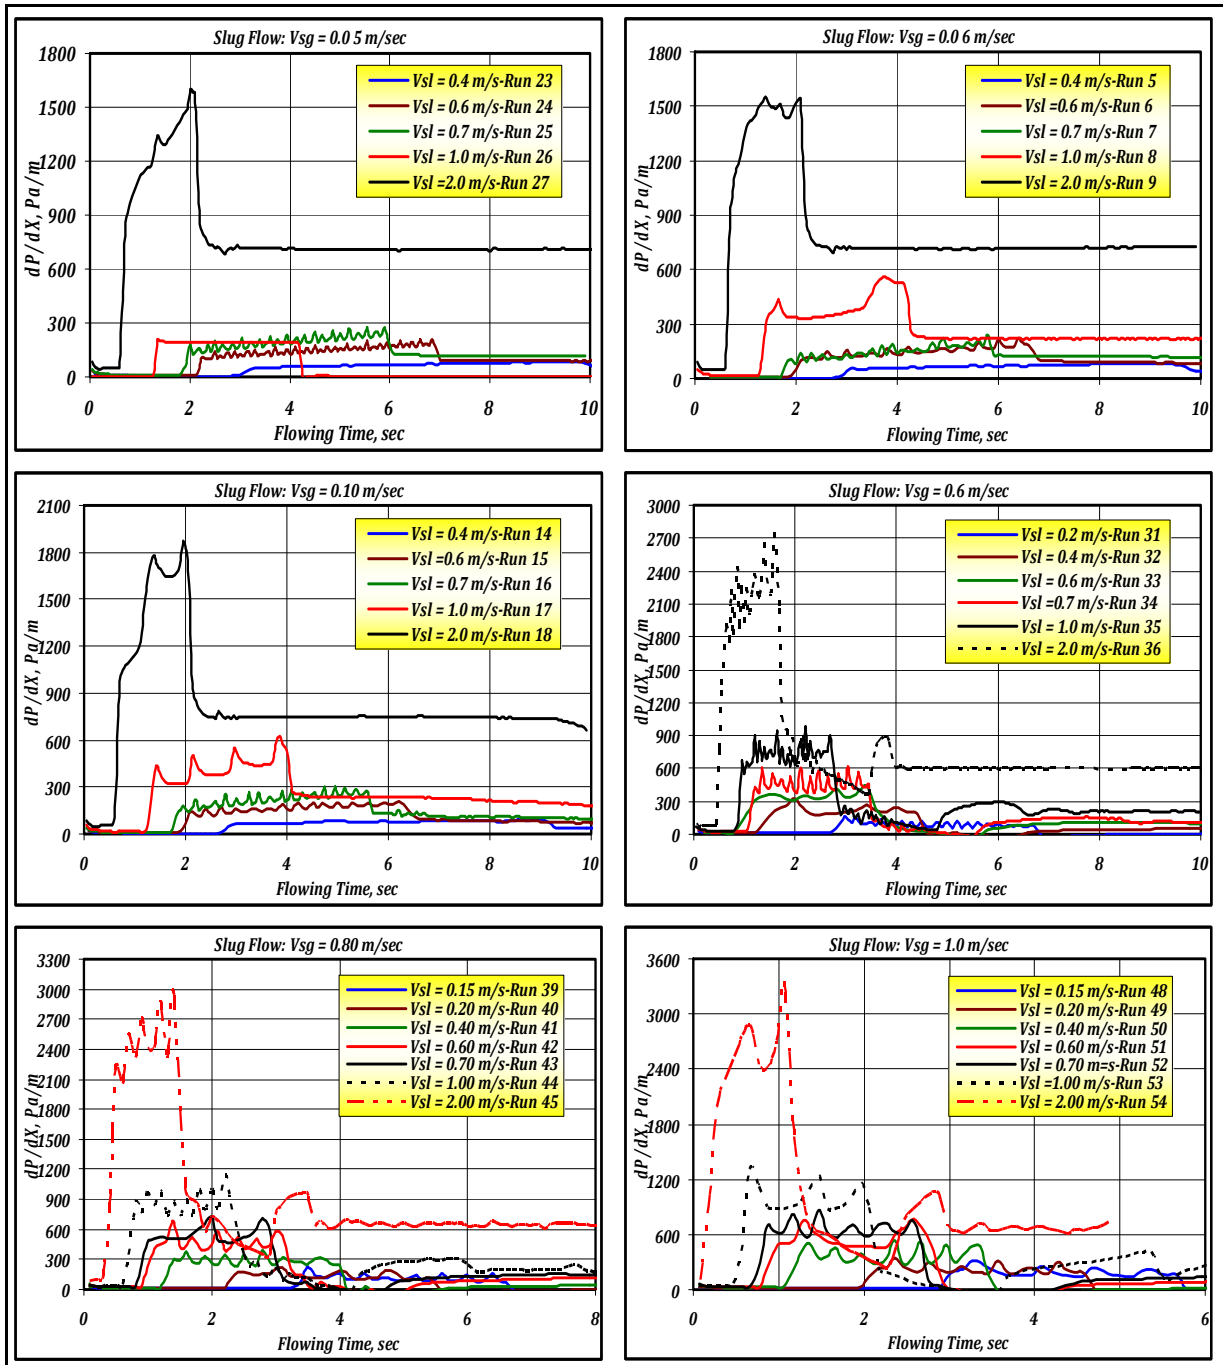 Slug Flow: Vsg = 0.0 5 m/sec
1800
1500
1200
900
600
300
0
dP/dX, Pa/m
Vsl = 0.4 m/s-Run 23
Vsl = 0.6 m/s-Run 24
Vsl = 0.7 m/s-Run 25
Vsl = 1.0 m/s-Run 26
Vsl =2.0 m/s-Run 27
0 2 4 6 8 10
Flowing Time, sec
Slug Flow: Vsg = 0.0 6 m/sec
1800
1500
1200
900
600
300
0
dP/dX, Pa/m
Vsl = 0.4 m/s-Run 5
Vsl =0.6 m/s-Run 6
Vsl = 0.7 m/s-Run 7
Vsl = 1.0 m/s-Run 8
Vsl = 2.0 m/s-Run 9
0 2 4 6 8 10
Flowing Time, sec
Slug Flow: Vsg = 0.10 m/sec
2100
1800
1500
1200
900
600
300
0
dP/dX, Pa/m
Vsl = 0.4 m/s-Run 14
Vsl =0.6 m/s-Run 15
Vsl = 0.7 m/s-Run 16
Vsl = 1.0 m/s-Run 17
Vsl = 2.0 m/s-Run 18
0 2 4 6 8 10
Flowing Time, sec
Slug Flow: Vsg = 0.6 m/sec
3000
2700
2400
2100
1800
1500
1200
900
600
300
0
dP/dX, Pa/m
Vsl = 0.2 m/s-Run 31
Vsl = 0.4 m/s-Run 32
Vsl = 0.6 m/s-Run 33
Vsl =0.7 m/s-Run 34
Vsl = 1.0 m/s-Run 35
Vsl = 2.0 m/s-Run 36
0 2 4 6 8 10
Flowing Time, sec
Slug Flow: Vsg = 0.80 m/sec
3300
3000
2700
2400
2100
1800
1500
1200
900
600
300
0
dP/dX, Pa/m
Vsl = 0.15 m/s-Run 39
Vsl = 0.20 m/s-Run 40
Vsl = 0.40 m/s-Run 41
Vsl = 0.60 m/s-Run 42
Vsl = 0.70 m/s-Run 43
Vsl = 1.00 m/s-Run 44
Vsl = 2.00 m/s-Run 45
0 2 4 6 8
Flowing Time, sec
Slug Flow: Vsg = 1.0 m/sec
3600
3000
2400
1800
1200
600
0
dP/dX, Pa/m
Vsl = 0.15 m/s-Run 48
Vsl = 0.20 m/s-Run 49
Vsl = 0.40 m/s-Run 50
Vsl = 0.60 m/s-Run 51
Vsl = 0.70 m=s-Run 52
Vsl =1.00 m/s-Run 53
Vsl = 2.00 m/s-Run 54
0 1 2 3 4 5 6
Flowing Time, sec